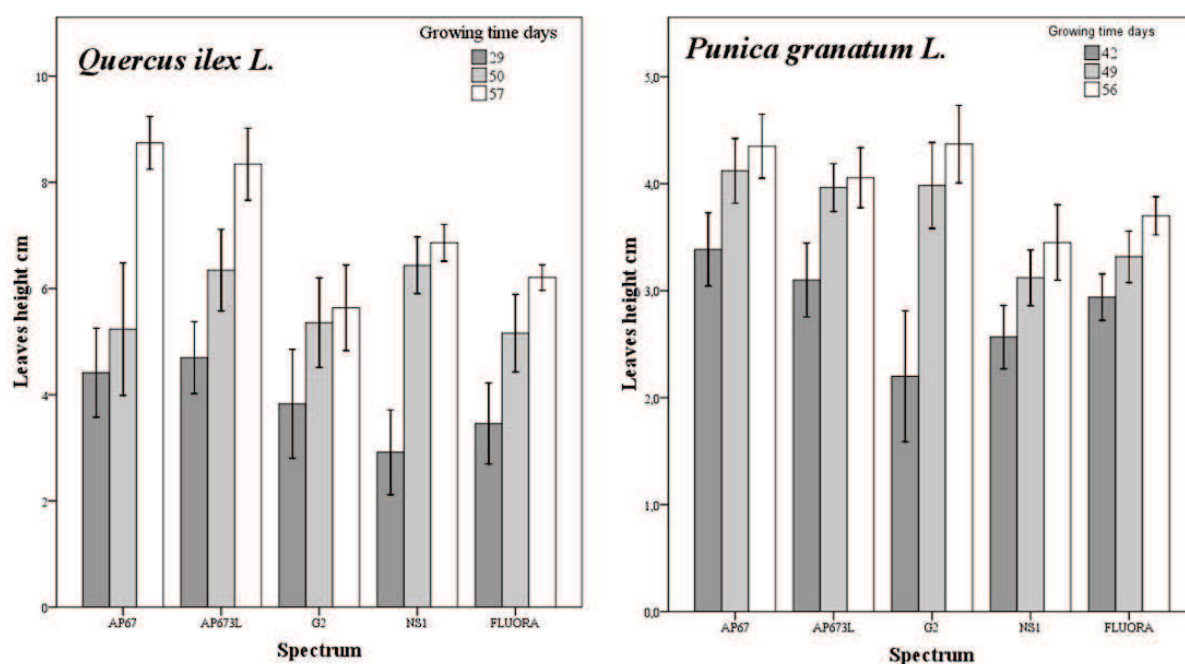 Quercus ilex L.
Growing time days
29
50
57
Leaves height cm
10
8
6
4
2
0
AP67 AP673L G2 NS1 FLUORA
Spectrum
Punica granatum L.
Growing time days
42
49
56
Leaves height cm
5,0
4,0
3,0
2,0
1,0
0,0
AP67 AP673L G2 NS1 FLUORA
Spectrum